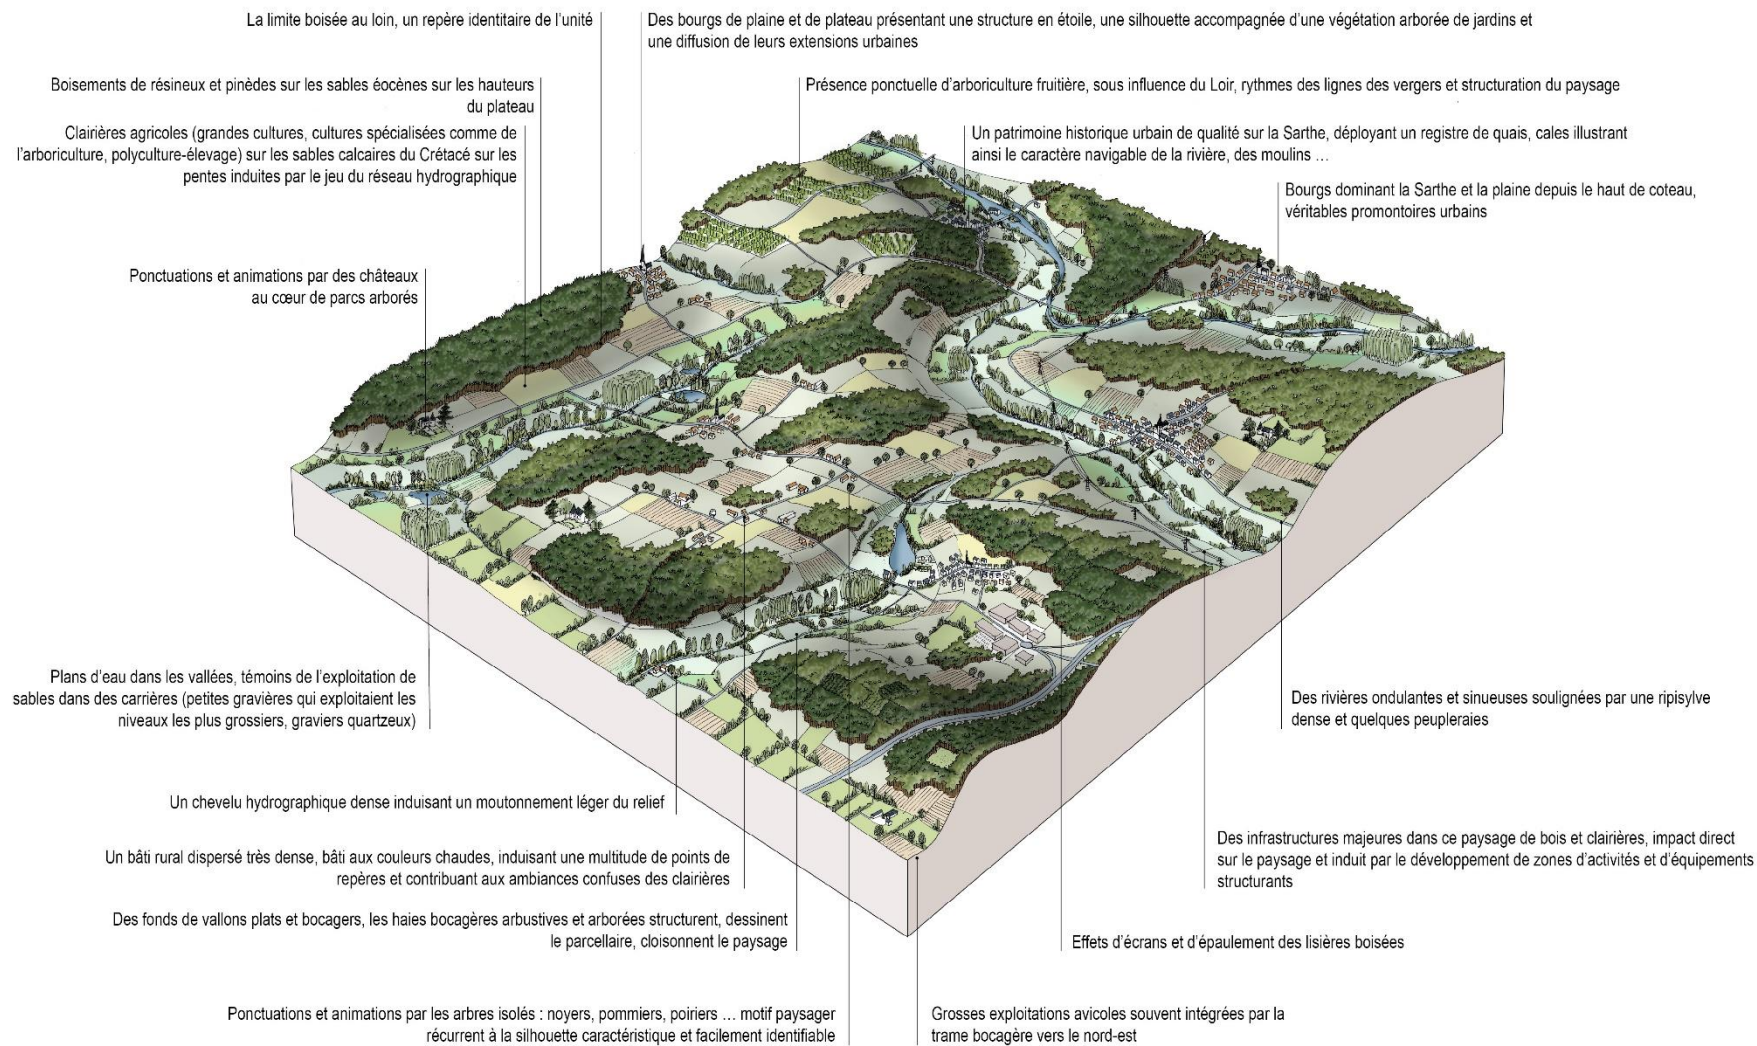 La limite boisée au loin, un repère identitaire de l'unité
Des bourgs de plaine et de plateau présentant une structure en étoile, une silhouette accompagnée d'une végétation arborée de jardins et
une diffusion de leurs extensions urbaines
Boisements de résineux et pinèdes sur les sables éocènes sur les hauteurs
du plateau
Présence ponctuelle d'arboriculture fruitière, sous influence du Loir, rythmes des lignes des vergers et structuration du paysage
Clairières agricoles (grandes cultures, cultures spécialisées comme de
l'arboriculture, polyculture-élevage) sur les sables calcaires du Crétacé sur les
pentes induites par le jeu du réseau hydrographique
Un patrimoine historique urbain de qualité sur la Sarthe, déployant un registre de quais, cales illustrant
ainsi le caractère navigable de la rivière, des moulins …
Bourgs dominant la Sarthe et la plaine depuis le haut de coteau,
véritables promontoires urbains
Ponctuations et animations par des châteaux
au cœur de parcs arborés
Plans d'eau dans les vallées, témoins de l'exploitation de
sables dans des carrières (petites gravières qui exploitaient les
niveaux les plus grossiers, graviers quartzeux)
Des rivières ondulantes et sinueuses soulignées par une ripisylve
dense et quelques peupleraies
Un chevelu hydrographique dense induisant un moutonnement léger du relief
Un bâti rural dispersé très dense, bâti aux couleurs chaudes, induisant une multitude de points de
repères et contribuant aux ambiances confuses des clairières
Des infrastructures majeures dans ce paysage de bois et clairières, impact direct
sur le paysage et induit par le développement de zones d'activités et d'équipements
structurants
Des fonds de vallons plats et bocagers, les haies bocagères arbustives et arborées structurent, dessinent
le parcellaire, cloisonnent le paysage
Effets d'écrans et d'épaulement des lisières boisées
Ponctuations et animations par les arbres isolés : noyers, pommiers, poiriers … motif paysager
récurrent à la silhouette caractéristique et facilement identifiable
Grosses exploitations avicoles souvent intégrées par la
trame bocagère vers le nord-est